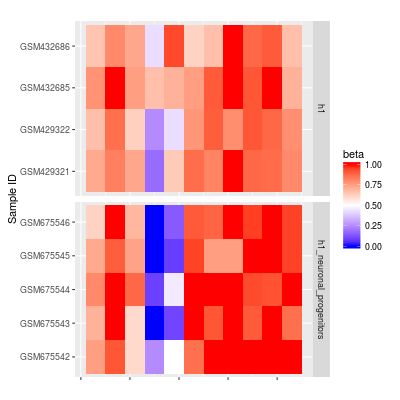 GSM432686
GSM432685
GSM429322
GSM429321
h1
GSM675546
GSM675545
GSM675544
GSM675543
GSM675542
h1_neuronal_progenitors
Sample ID
beta
1.00
0.75
0.50
0.25
0.00